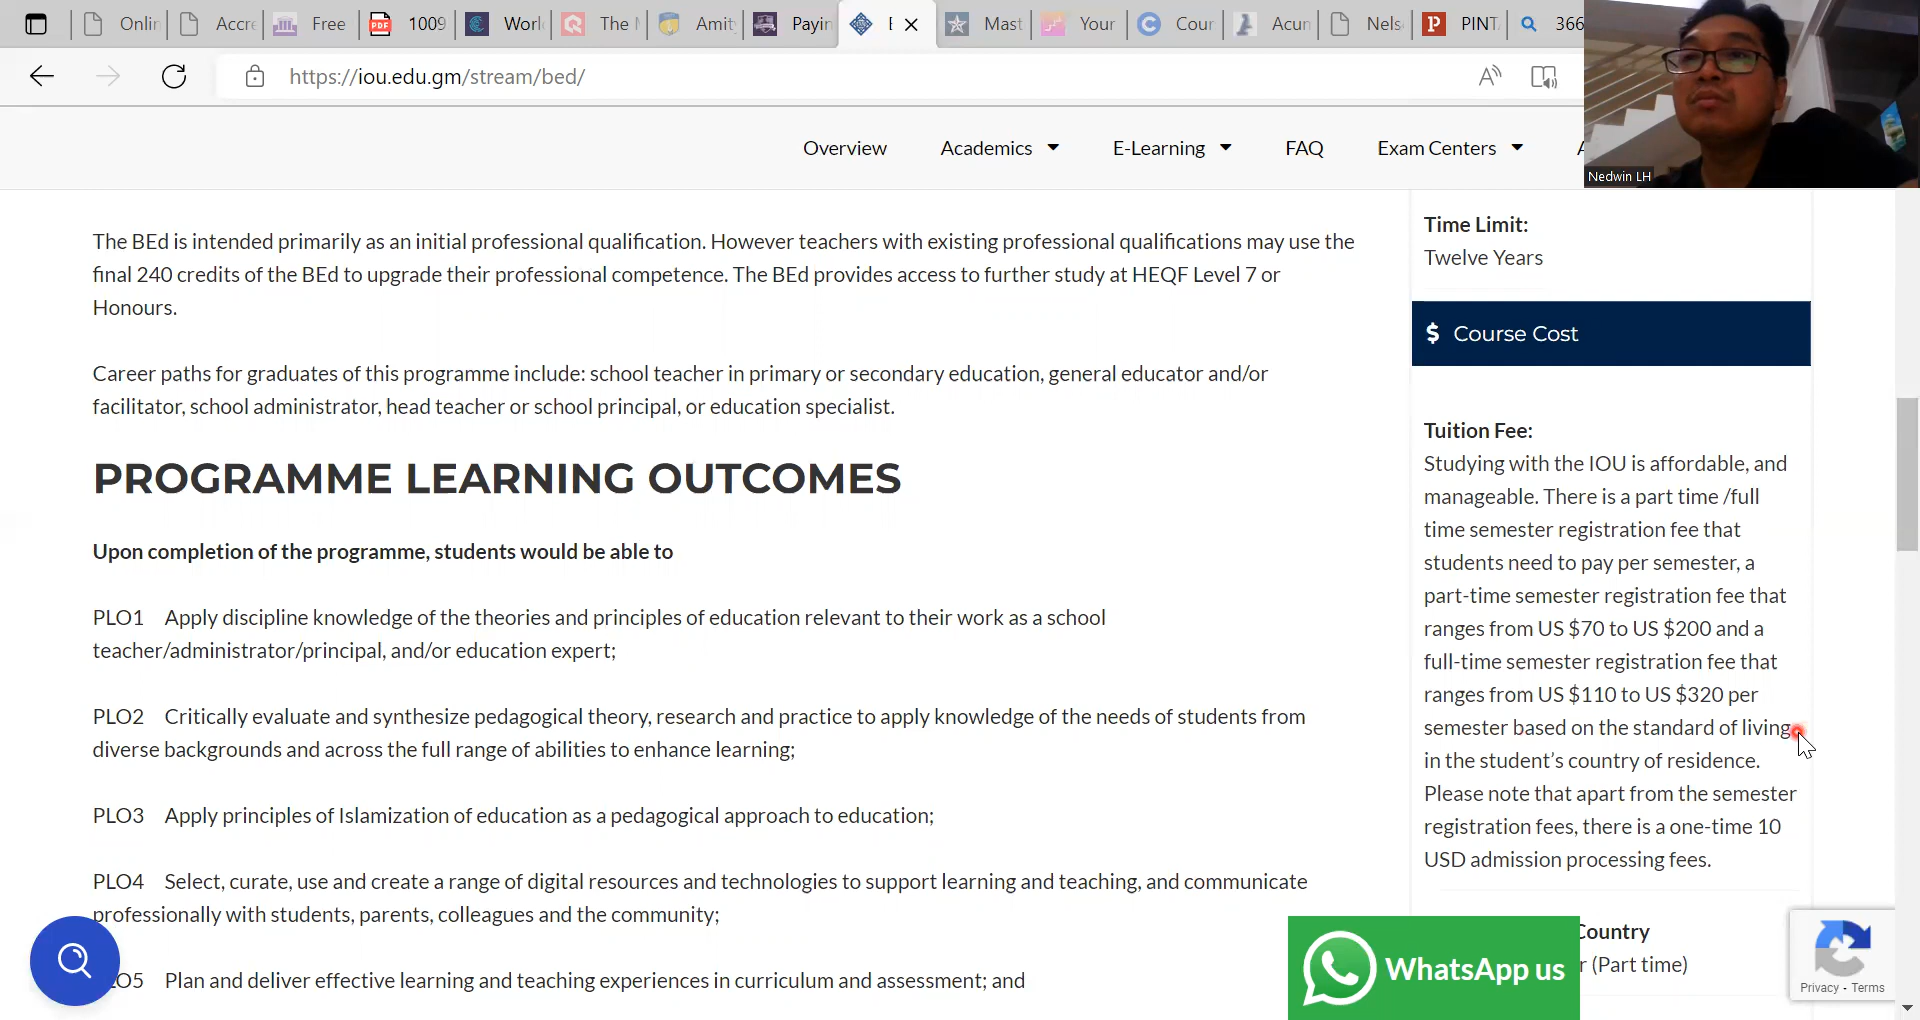 Onlin
Accre
Free
PDF
1009
Worl
The M
Amity
Payin
E
Mast
Your
Cour
Acun
Nels
PINT
366
https://iou.edu.gm/stream/bed/
Nedwin LH
Overview
Academics
E-Learning
FAQ
Exam Centers
The BEd is intended primarily as an initial professional qualification. However teachers with existing professional qualifications may use the
final 240 credits of the BEd to upgrade their professional competence. The BEd provides access to further study at HEQF Level 7 or
Honours.
Career paths for graduates of this programme include: school teacher in primary or secondary education, general educator and/or
facilitator, school administrator, head teacher or school principal, or education specialist.
PROGRAMME LEARNING OUTCOMES
Upon completion of the programme, students would be able to
PLO1 Apply discipline knowledge of the theories and principles of education relevant to their work as a school
teacher/administrator/principal, and/or education expert;
PLO2 Critically evaluate and synthesize pedagogical theory, research and practice to apply knowledge of the needs of students from
diverse backgrounds and across the full range of abilities to enhance learning;
PLO3 Apply principles of Islamization of education as a pedagogical approach to education;
PLO4 Select, curate, use and create a range of digital resources and technologies to support learning and teaching, and communicate
professionally with students, parents, colleagues and the community;
LO5 Plan and deliver effective learning and teaching experiences in curriculum and assessment; and
Time Limit:
Twelve Years
$ Course Cost
Tuition Fee:
Studying with the IOU is affordable, and
manageable. There is a part time /full
time semester registration fee that
students need to pay per semester, a
part-time semester registration fee that
ranges from US $70 to US $200 and a
full-time semester registration fee that
ranges from US $110 to US $320 per
semester based on the standard of living
in the student's country of residence.
Please note that apart from the semester
registration fees, there is a one-time 10
USD admission processing fees.
Country
r (Part time)
WhatsApp us
Privacy - Terms